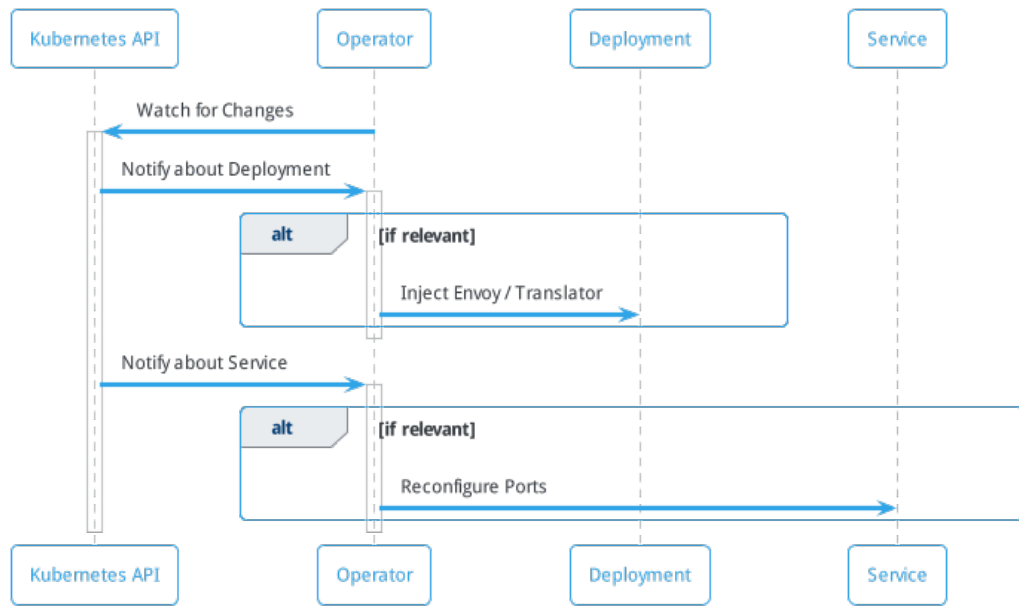 Kubernetes API
Operator
Deployment
Service
Watch for Changes
Notify about Deployment
alt
[if relevant]
Inject Envoy / Translator
Notify about Service
alt
[if relevant]
Reconfigure Ports
Kubernetes API
Operator
Deployment
Service